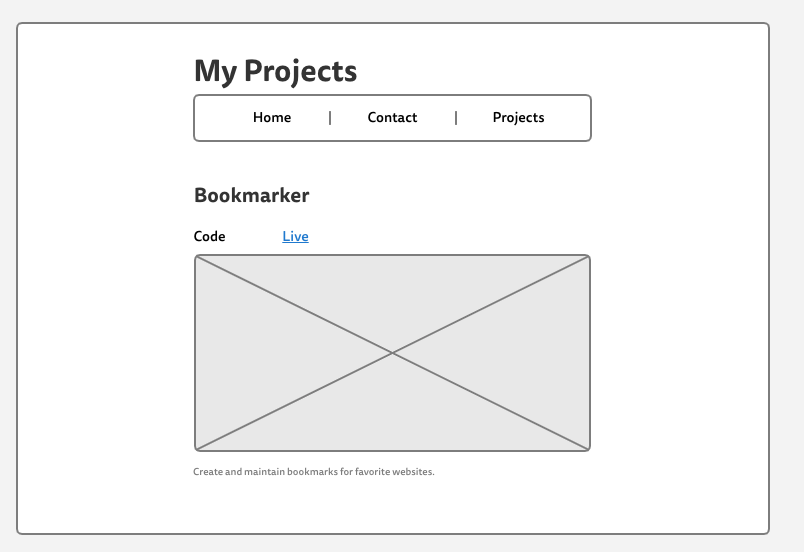 My Projects
Home | Contact | Projects
Bookmarker
Code Live
Create and maintain bookmarks for favorite websites.